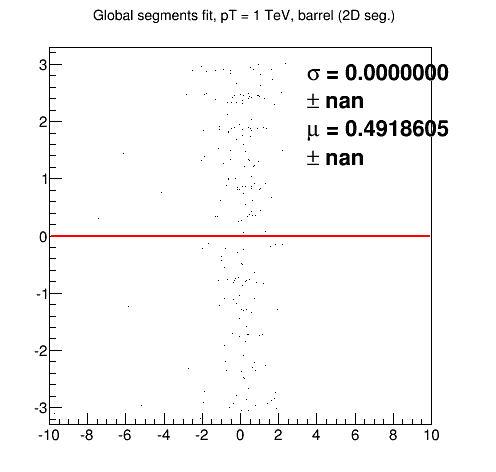 Global segments fit, pT = 1 TeV, barrel (2D seg.)
σ = 0.0000000
± nan
μ = 0.4918605
± nan
3
2
1
0
-1
-2
-3
-10 -8 -6 -4 -2 0 2 4 6 8 10